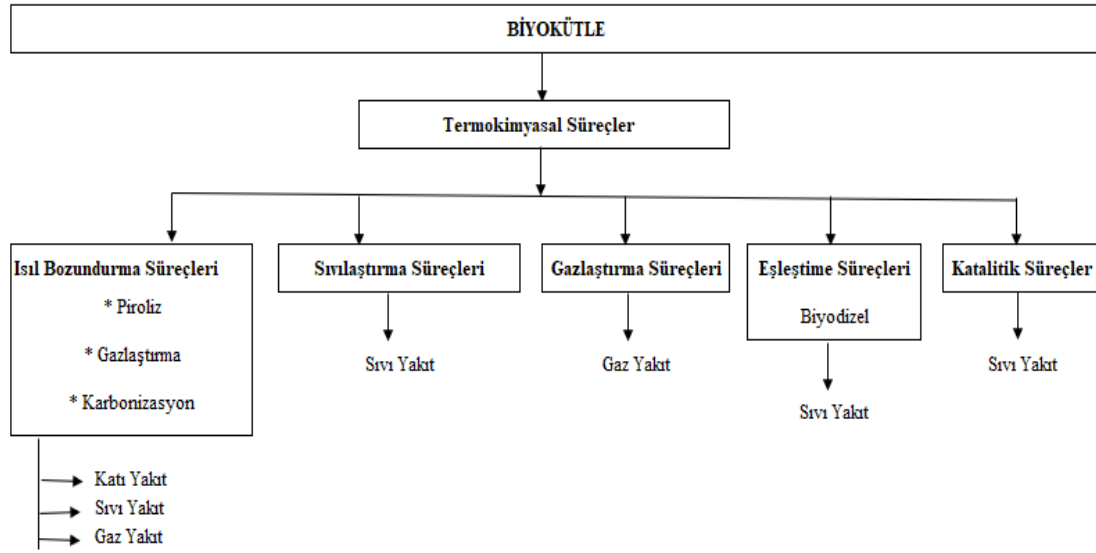 BİYOKÜTLE
Termokimyasal Süreçler
Isıl Bozundurma Süreçleri
* Piroliz
* Gazlaştırma
* Karbonizasyon
Katı Yakıt
Sıvı Yakıt
Gaz Yakıt
Sıvılaştırma Süreçleri
Sıvı Yakıt
Gazlaştırma Süreçleri
Gaz Yakıt
Eşleştime Süreçleri
Biyodizel
Sıvı Yakıt
Katalitik Süreçler
Sıvı Yakıt